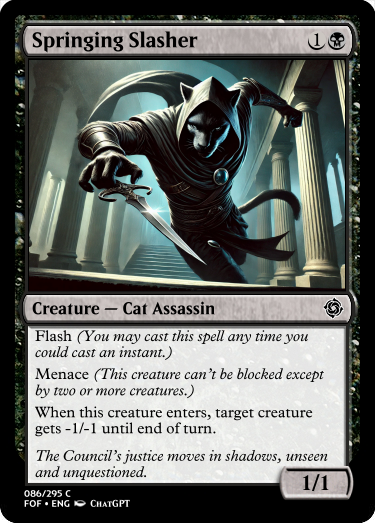 Springing Slasher 1
Creature — Cat Assassin
Flash (You may cast this spell any time you
could cast an instant.)
Menace (This creature can't be blocked except
by two or more creatures.)
When this creature enters, target creature
gets -1/-1 until end of turn.
The Council's justice moves in shadows, unseen
and unquestioned.
1/1
086/295 C
FOF • ENG ChatGPT